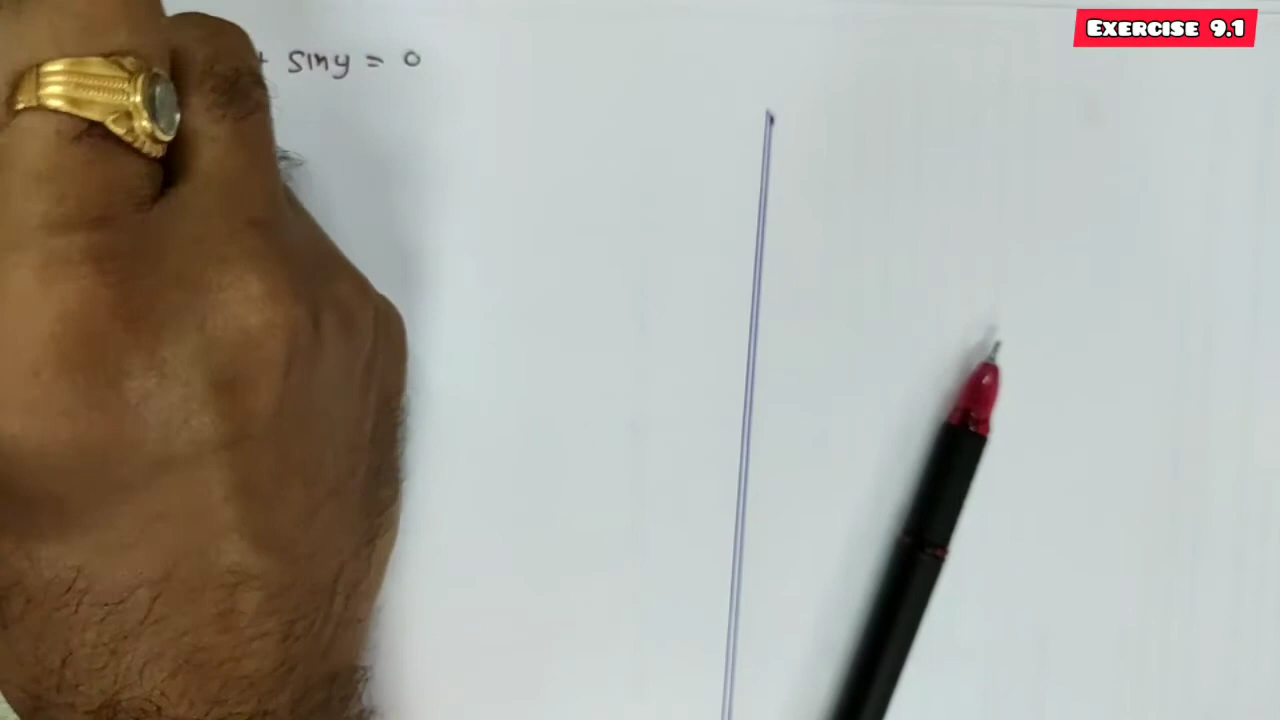 + siny = 0
Exercise 9.1